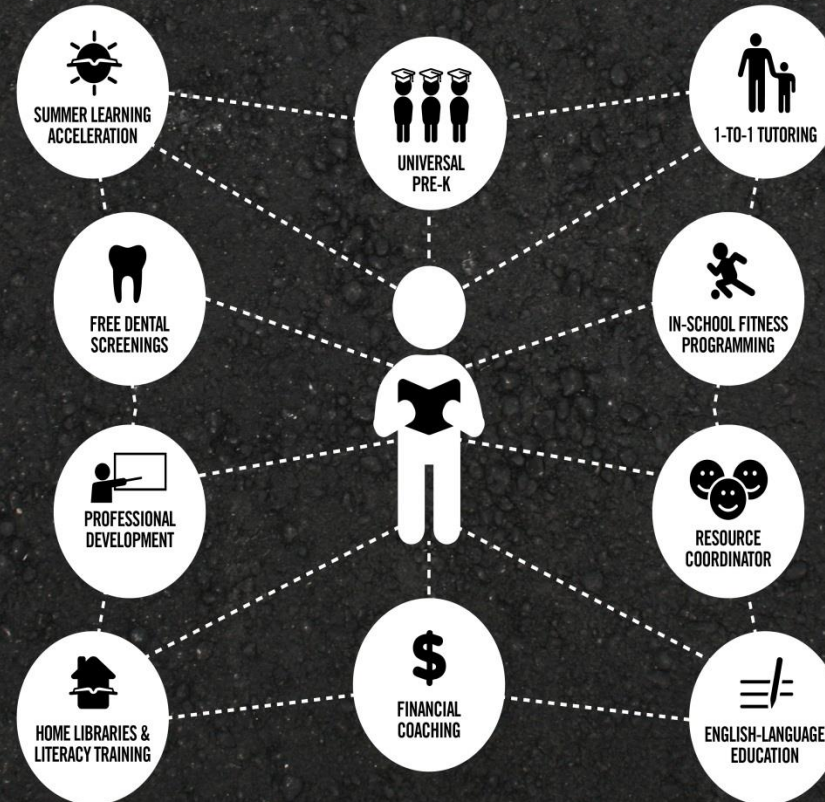 SUMMER LEARNING
ACCELERATION
UNIVERSAL
PRE-K
1-TO-1 TUTORING
FREE DENTAL
SCREENINGS
IN-SCHOOL FITNESS
PROGRAMMING
PROFESSIONAL
DEVELOPMENT
RESOURCE
COORDINATOR
HOME LIBRARIES &
LITERACY TRAINING
$
FINANCIAL
COACHING
ENGLISH-LANGUAGE
EDUCATION